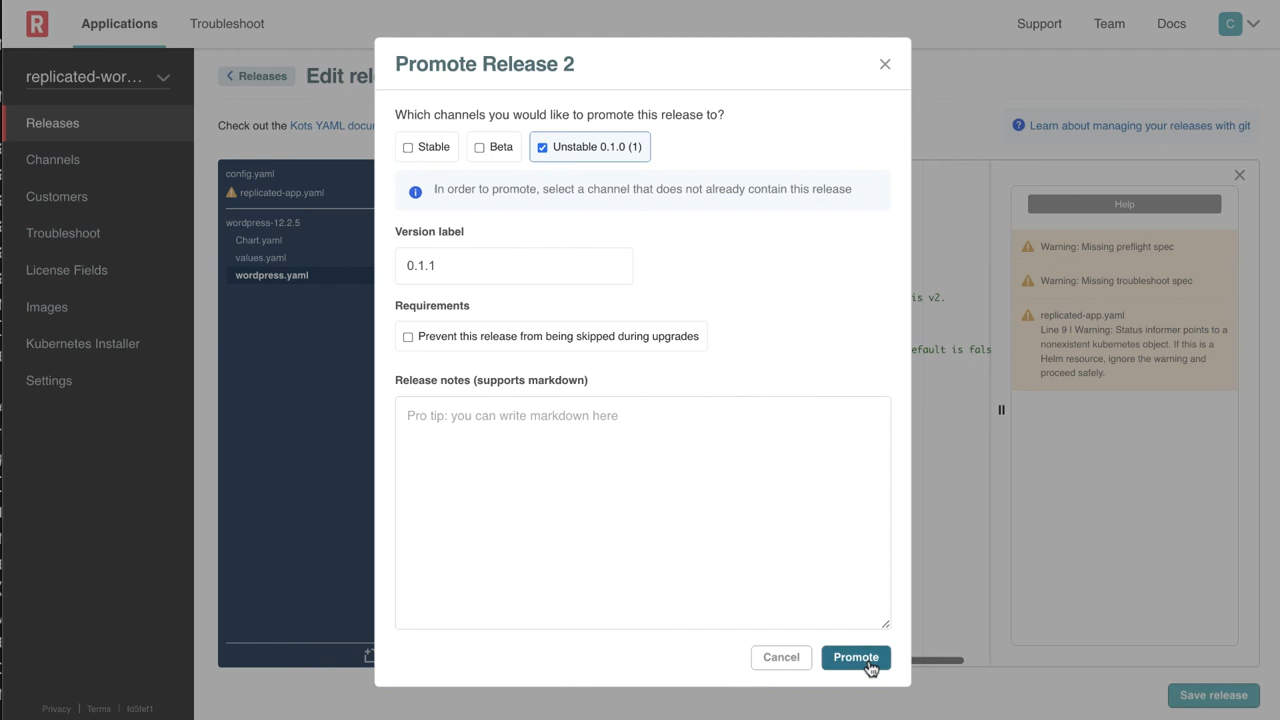 R
Applications
Troubleshoot
Support
Team
Docs
C
replicated-wor...
Releases
Channels
Customers
Troubleshoot
License Fields
Images
Kubernetes Installer
Settings
Privacy | Terms | fd5fef1
Releases
Edit rel
Check out the Kots YAML docu
Learn about managing your releases with git
config.yaml
replicated-app.yaml
wordpress-12.2.5
Chart.yaml
values.yaml
wordpress.yaml
Promote Release 2
Which channels you would like to promote this release to?
Stable
Beta
Unstable 0.1.0 (1)
In order to promote, select a channel that does not already contain this release
Version label
0.1.1
Requirements
Prevent this release from being skipped during upgrades
Release notes (supports markdown)
Pro tip: you can write markdown here
Cancel
Promote
is v2.
efault is fals
Help
Warning: Missing preflight spec
Warning: Missing troubleshoot spec
replicated-app.yaml
Line 9 | Warning: Status informer points to a
nonexistent kubernetes object. If this is a
Helm resource, ignore the warning and
proceed safely.
Save release